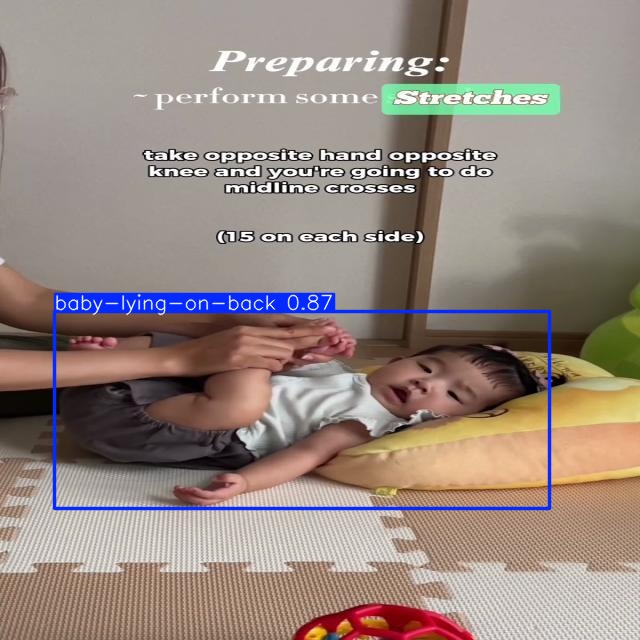 Preparing:
~ perform some Stretches
take opposite hand opposite
knee and you're going to do
midline crosses
(15 on each side)
baby-lying-on-back 0.87